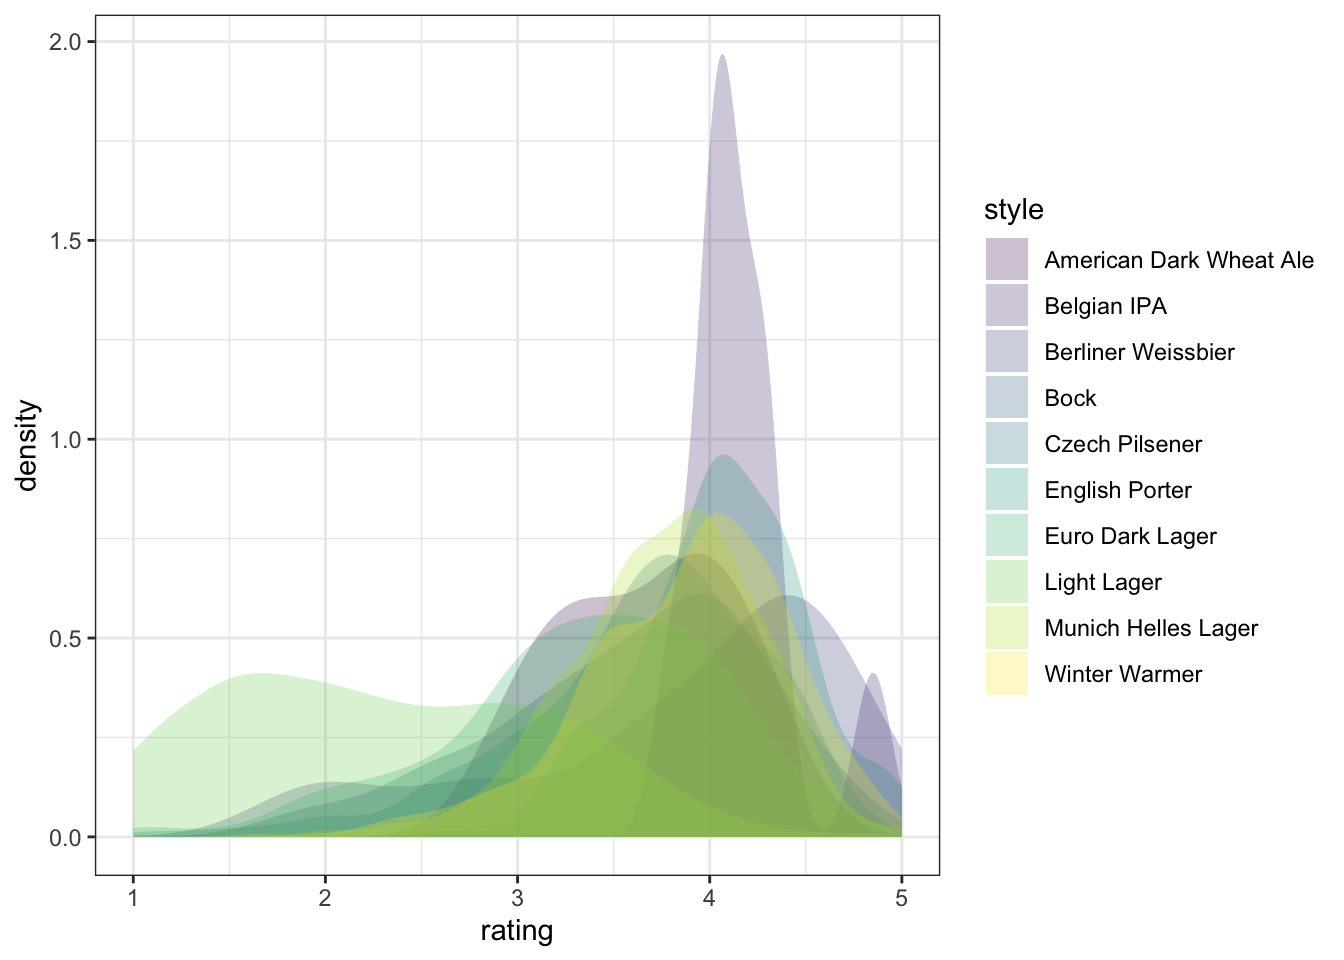 2.0
1.5
1.0
0.5
0.0
density
1 2 3 4 5
rating
style
American Dark Wheat Ale
Belgian IPA
Berliner Weissbier
Bock
Czech Pilsener
English Porter
Euro Dark Lager
Light Lager
Munich Helles Lager
Winter Warmer